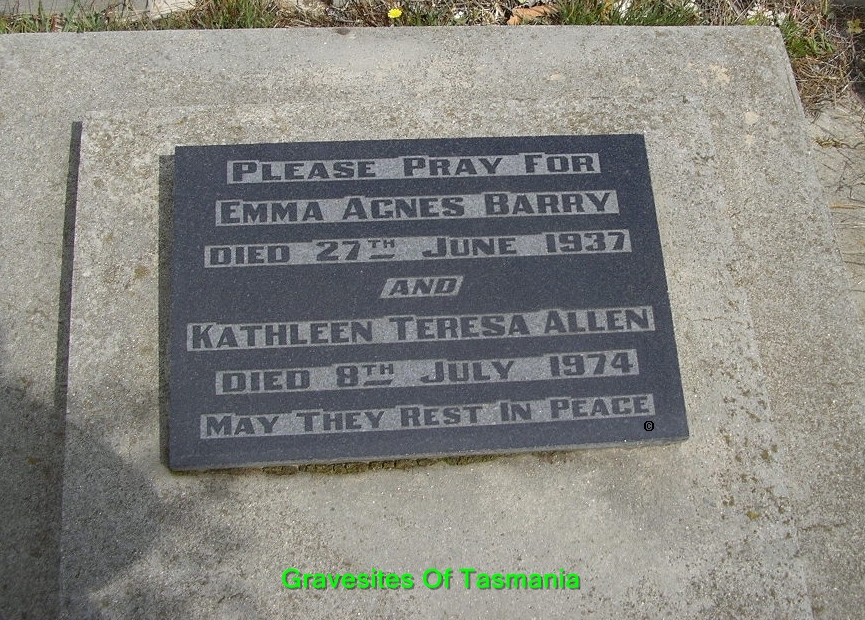 Please Pray For
Emma Agnes Barry
Died 27th June 1937
and
Kathleen Teresa Allen
Died 8th July 1974
May They Rest In Peace
©
Gravesites Of Tasmania